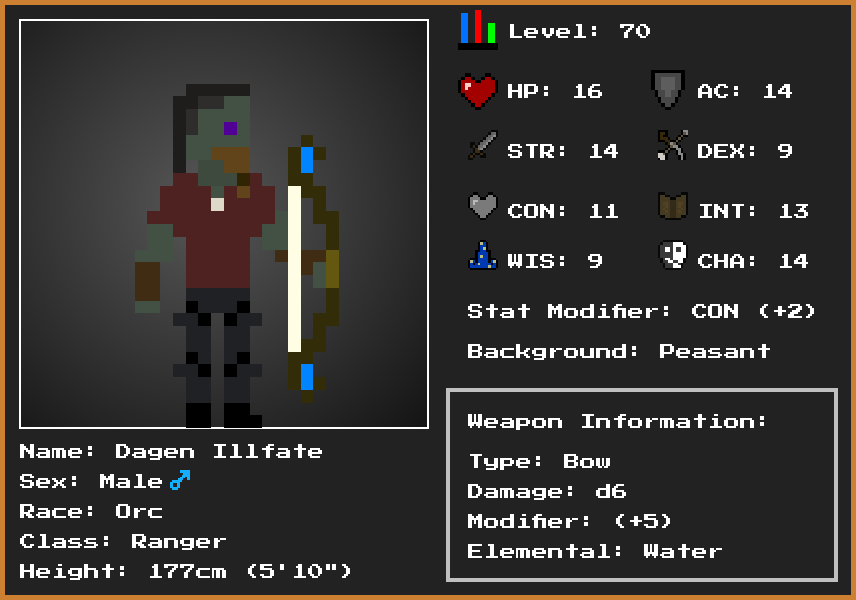 Level: 70
HP: 16 AC: 14
STR: 14 DEX: 9
CON: 11 INT: 13
WIS: 9 CHA: 14
Stat Modifier: CON (+2)
Background: Peasant
Weapon Information:
Type: Bow
Damage: d6
Modifier: (+5)
Elemental: Water
Name: Dagen Illfate
Sex: Male ♂
Race: Orc
Class: Ranger
Height: 177cm (5'10")